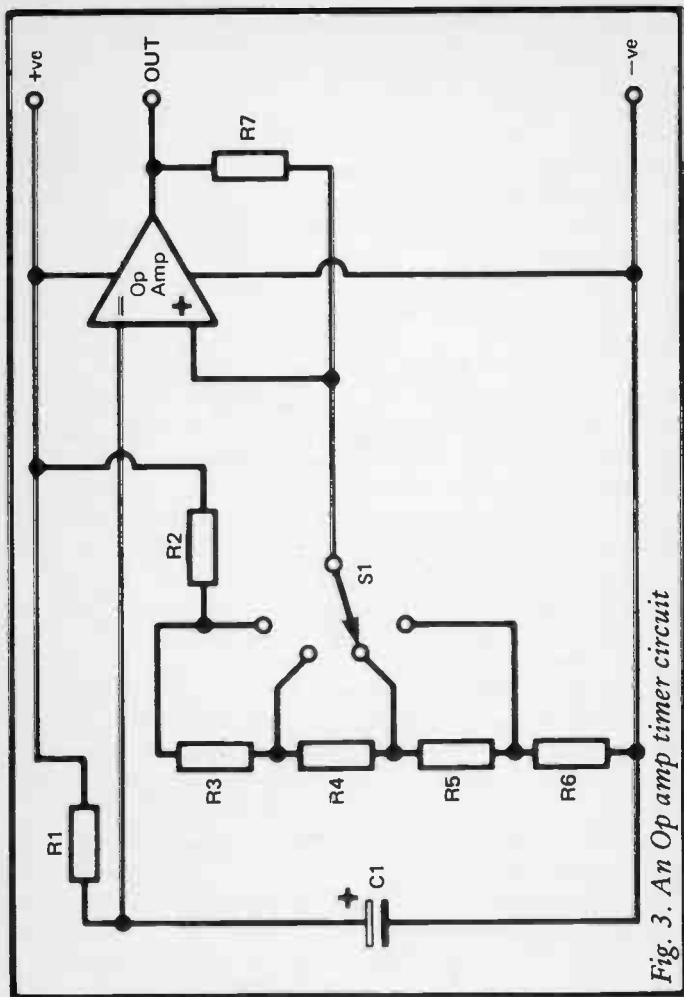 +ve
OUT
R7
Op
Amp
−
+
R2
S1
R1
R3
R4
R5
R6
+
C1
−ve
Fig. 3. An Op amp timer circuit